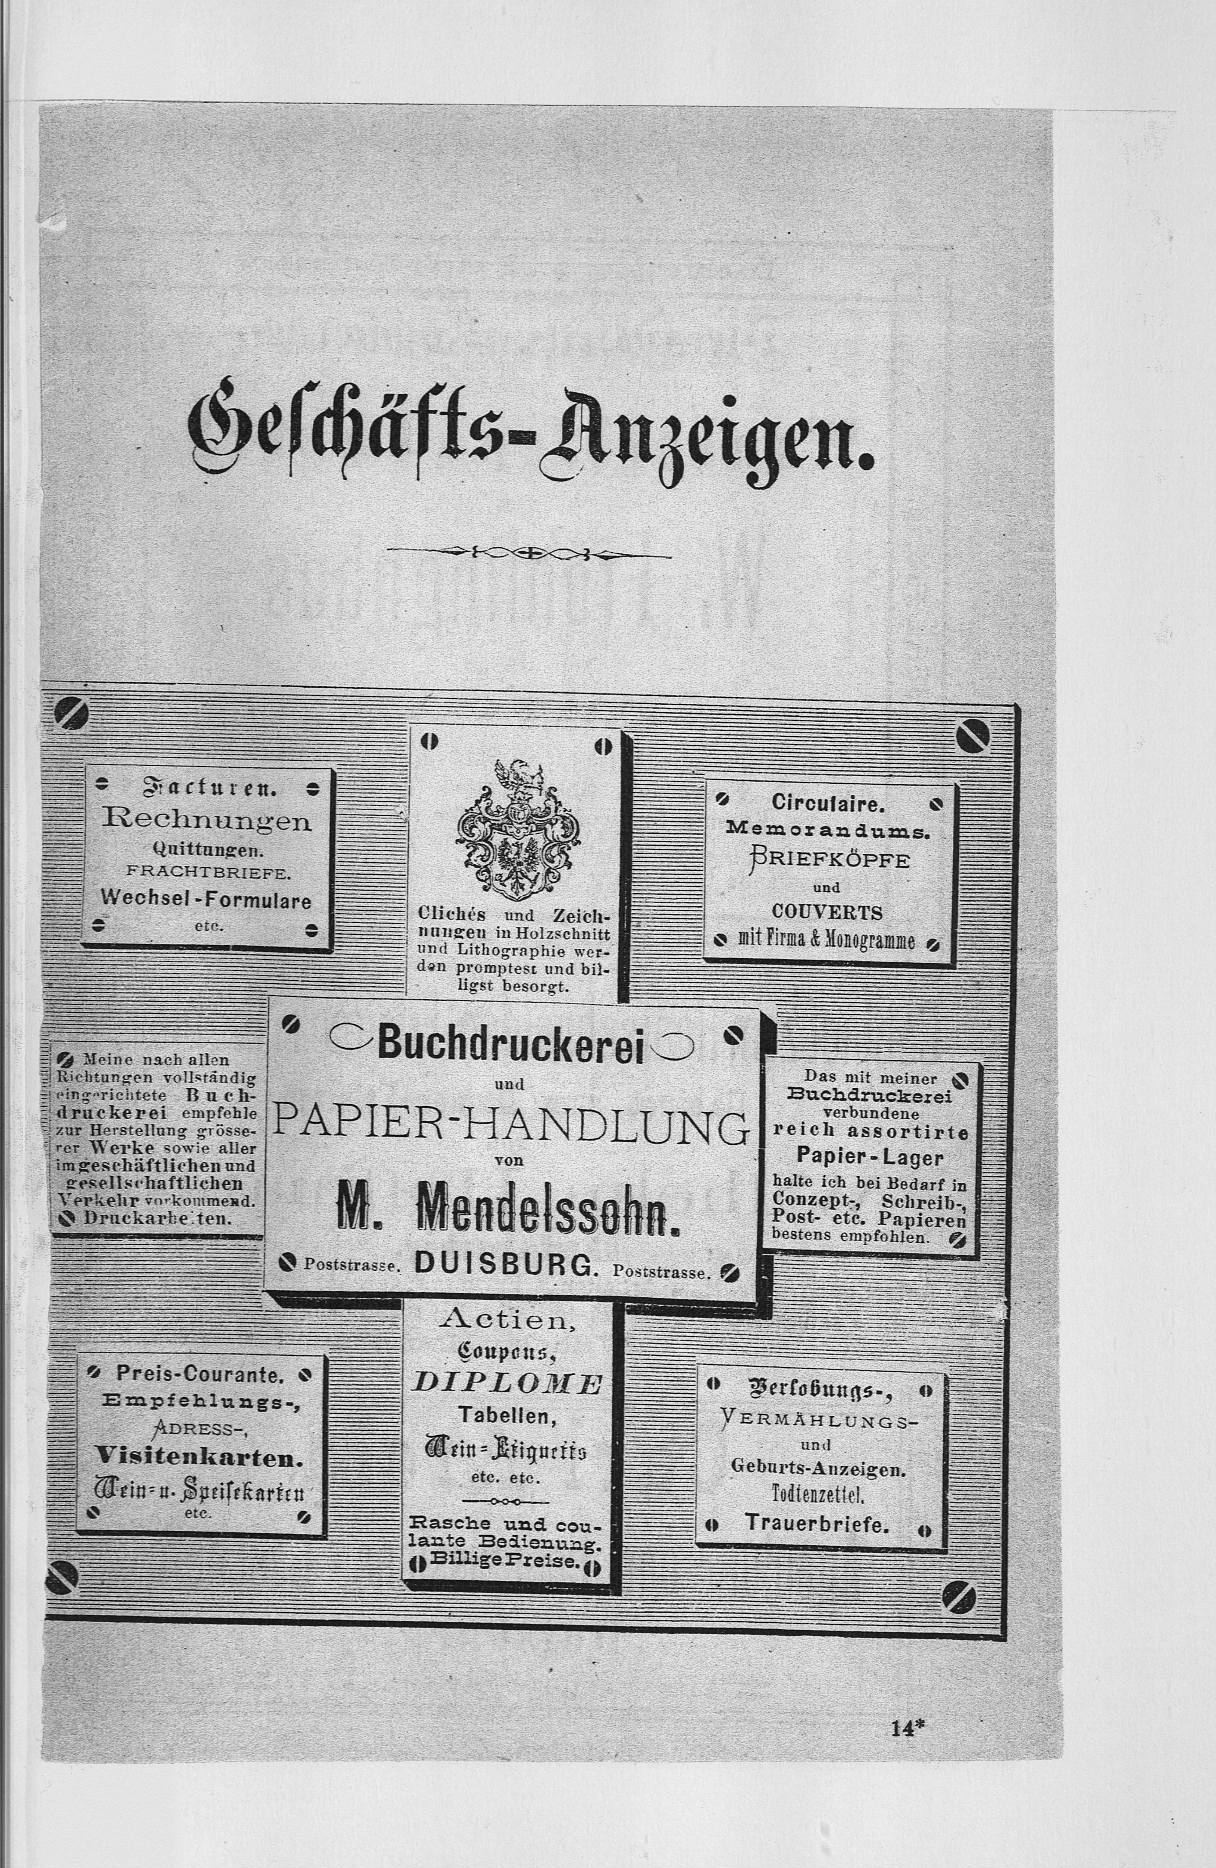 Geſchäfts-Anzeigen.
Facturen.
Rechnungen
Quittungen.
FRACHTBRIEFE.
Wechsel-Formulare
etc.
Clichés und Zeich-
nungen in Holzschnitt
und Lithographie wer-
den promptest und bil-
ligst besorgt.
Circulaire.
Memorandums.
BRIEFKÖPFE
und
COUVERTS
mit Firma & Monogramme
Meine nach allen
Richtungen vollständig
eingerichtete Buch-
druckerei empfehle
zur Herstellung grösse-
rer Werke sowie aller
im geschäftlichen und
gesellschaftlichen
Verkehr vorkommend.
Druckarbeiten.
Buchdruckerei
und
PAPIER-HANDLUNG
von
M. Mendelssohn.
Poststrasse. DUISBURG. Poststrasse.
Das mit meiner
Buchdruckerei
verbundene
reich assortirte
Papier-Lager
halte ich bei Bedarf in
Conzept-, Schreib-,
Post- etc. Papieren
bestens empfohlen.
Preis-Courante.
Empfehlungs-,
ADRESS-,
Visitenkarten.
Wein- u. Speiſekarten
etc.
Actien,
Coupons,
DIPLOME
Tabellen,
Wein-Etiquetts
etc. etc.
Rasche und cou-
lante Bedienung.
Billige Preise.
Verlobungs-,
VERMÄHLUNGS-
und
Geburts-Anzeigen.
Todtenzettel.
Trauerbriefe.
14*